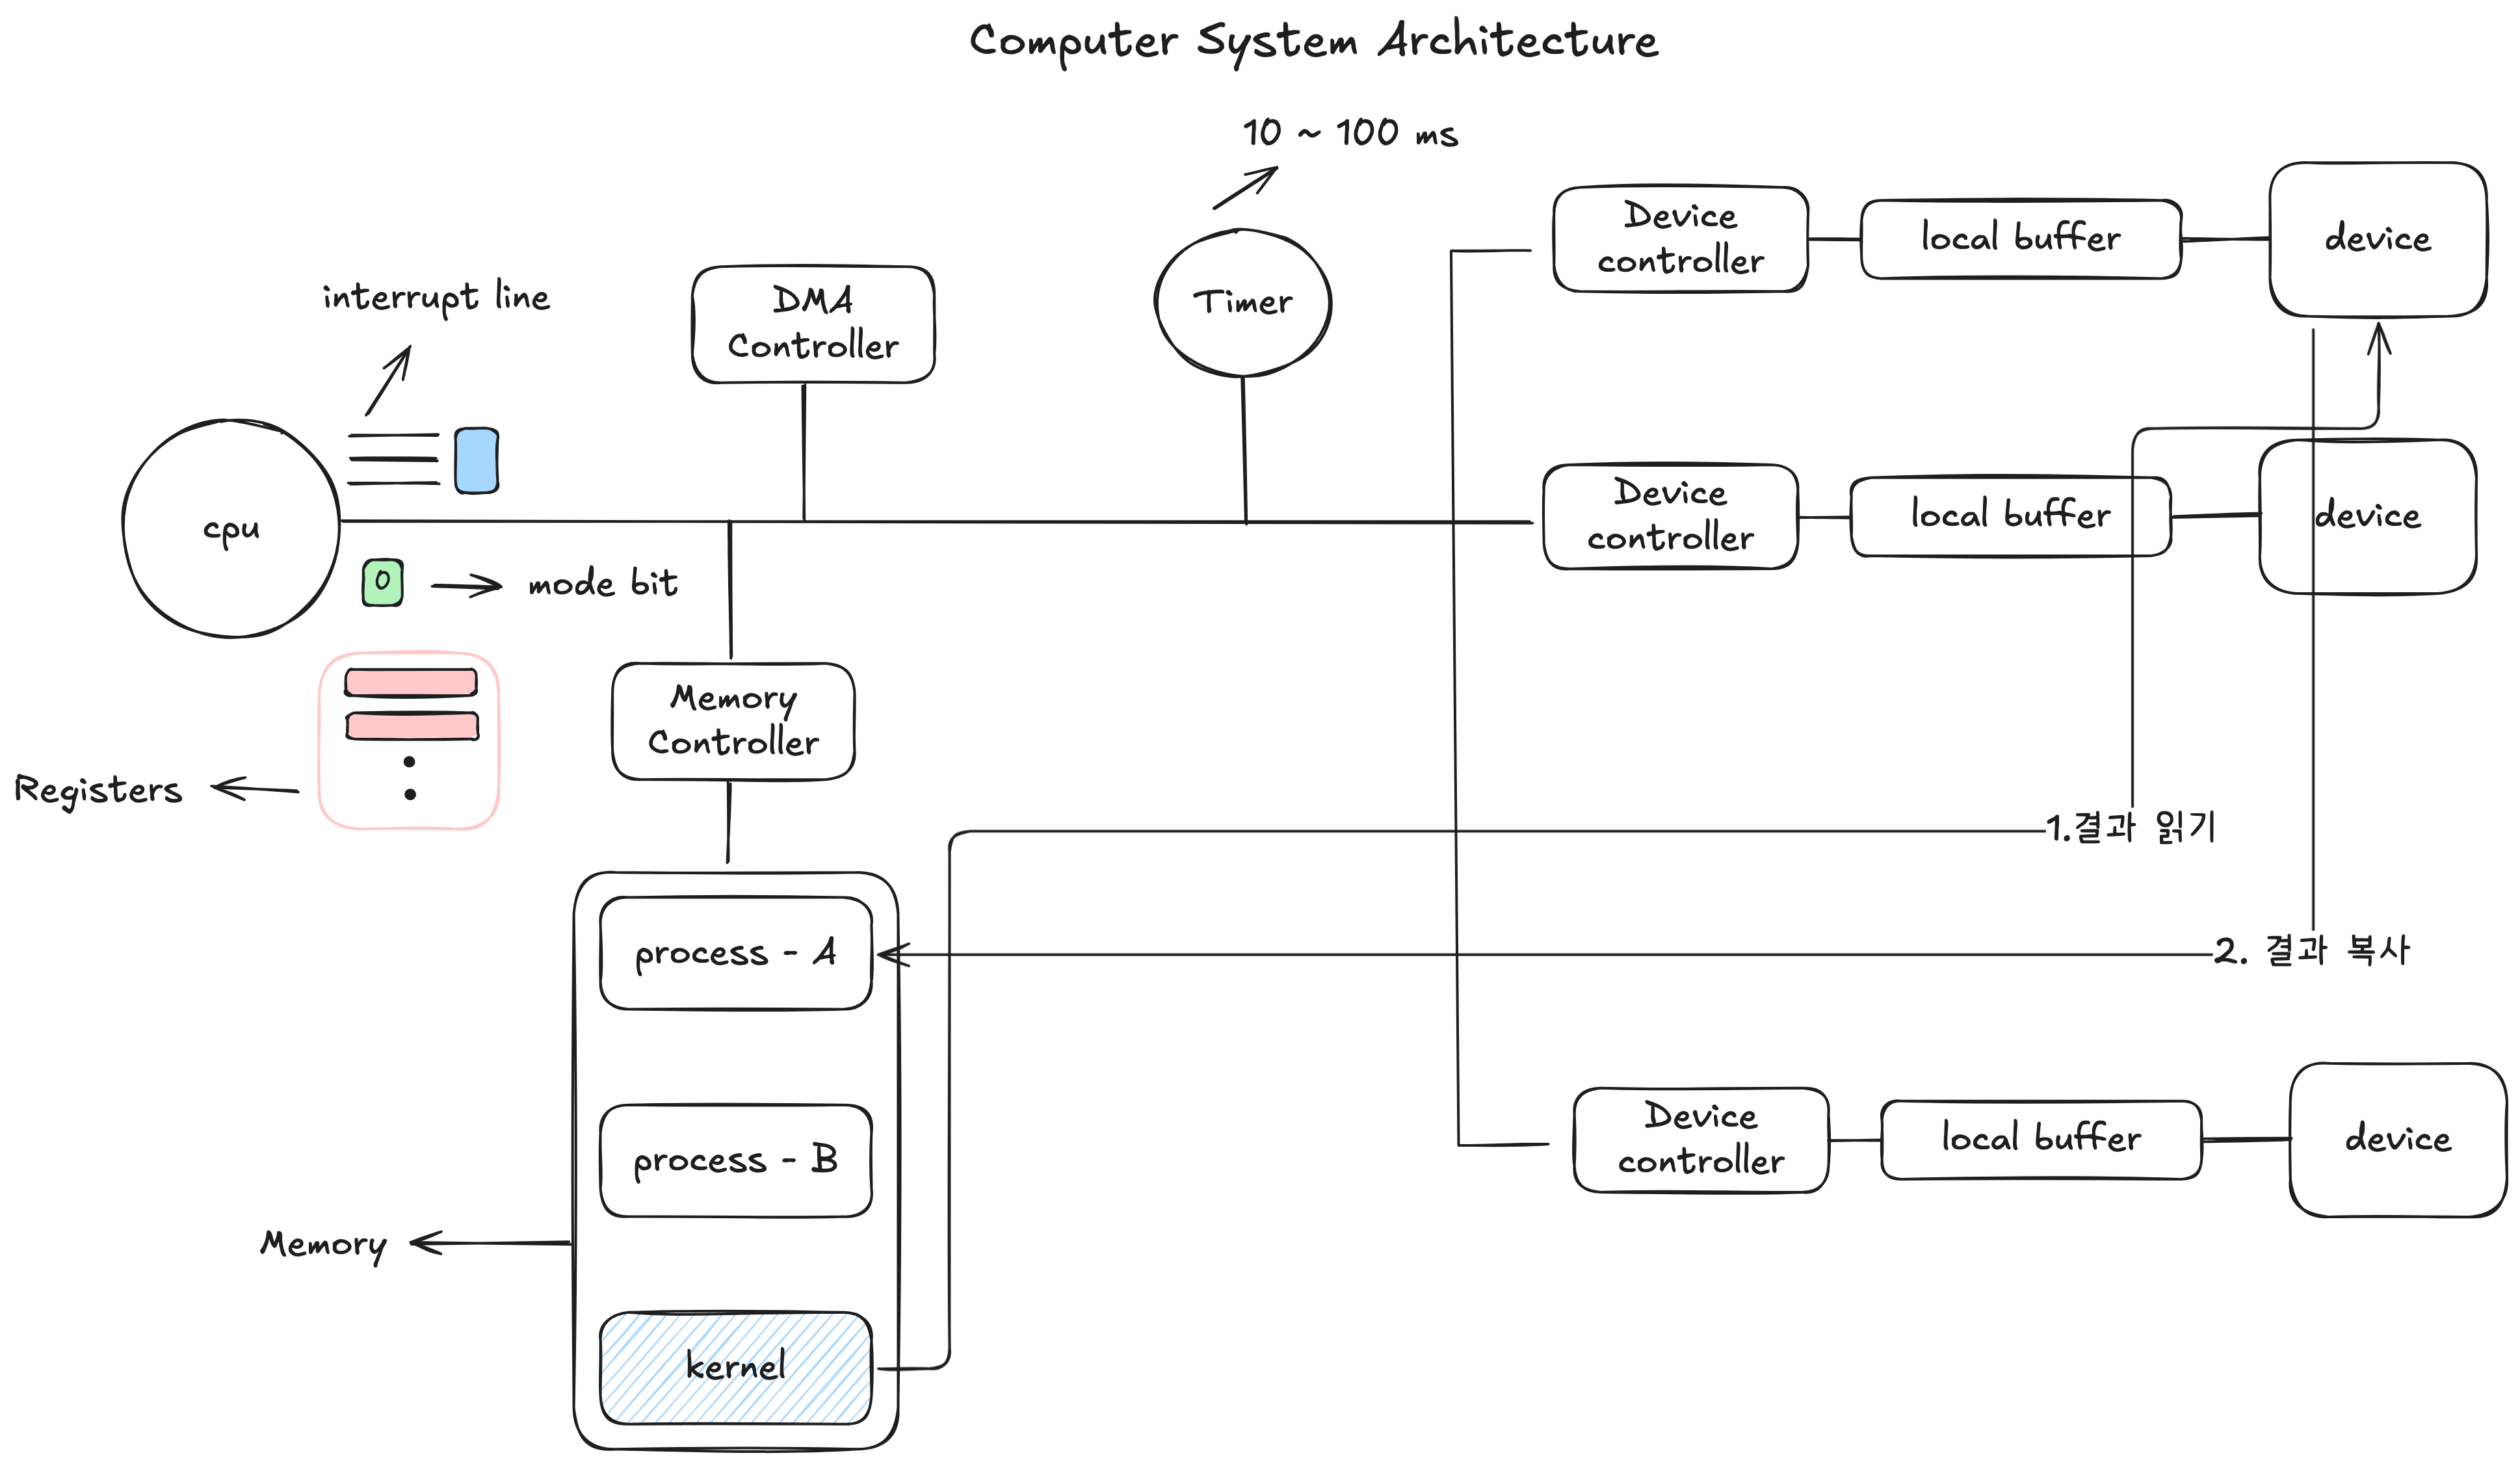 Computer System Architecture
10 ~ 100 ms
Device
controller
local buffer
device
interrupt line
DMA
Controller
Timer
cpu
Device
controller
local buffer
device
0
mode bit
Memory
Controller
Registers
1.결과 읽기
process - A
2. 결과 복사
process - B
Device
controller
local buffer
device
Memory
kernel